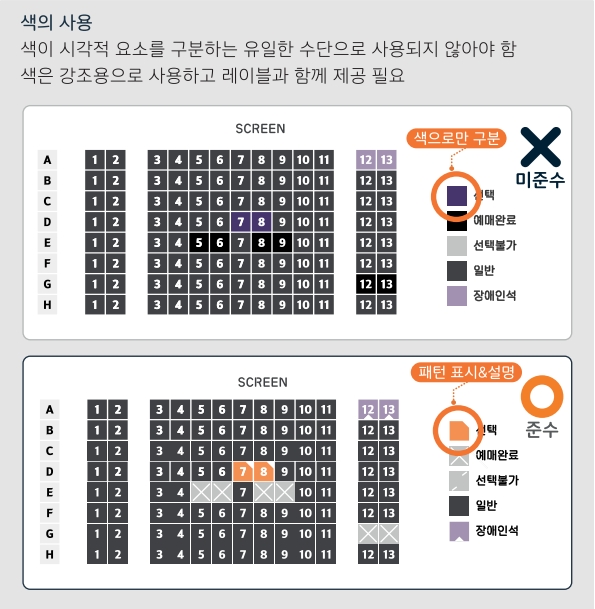 색의 사용
색이 시각적 요소를 구분하는 유일한 수단으로 사용되지 않아야 함
색은 강조용으로 사용하고 레이블과 함께 제공 필요
SCREEN
색으로만 구분
미준수
A 1 2 3 4 5 6 7 8 9 10 11 12 13
B 1 2 3 4 5 6 7 8 9 10 11 12 13
C 1 2 3 4 5 6 7 8 9 10 11 12 13
D 1 2 3 4 5 6 7 8 9 10 11 12 13
E 1 2 3 4 5 6 7 8 9 10 11 12 13
F 1 2 3 4 5 6 7 8 9 10 11 12 13
G 1 2 3 4 5 6 7 8 9 10 11 12 13
H 1 2 3 4 5 6 7 8 9 10 11 12 13
선택
예매완료
선택불가
일반
장애인석
SCREEN
패턴 표시&설명
준수
A 1 2 3 4 5 6 7 8 9 10 11 12 13
B 1 2 3 4 5 6 7 8 9 10 11 12 13
C 1 2 3 4 5 6 7 8 9 10 11 12 13
D 1 2 3 4 5 6 7 8 9 10 11 12 13
E 1 2 3 4 7 10 11 12 13
F 1 2 3 4 5 6 7 8 9 10 11 12 13
G 1 2 3 4 5 6 7 8 9 10 11
H 1 2 3 4 5 6 7 8 9 10 11 12 13
선택
예매완료
선택불가
일반
장애인석